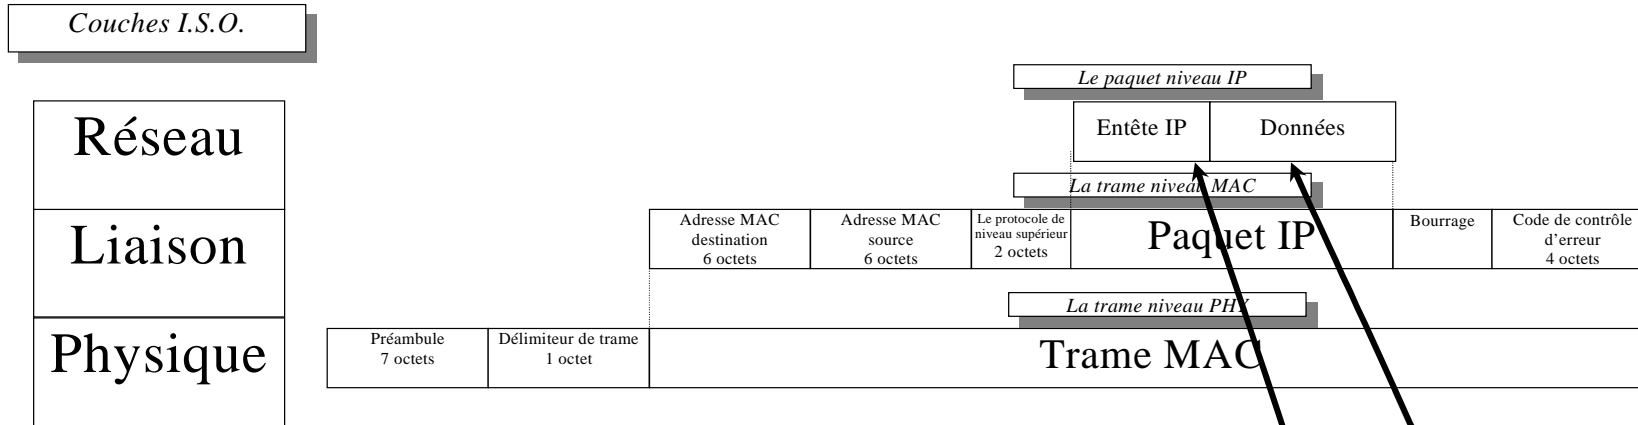 Couches I.S.O.
Le paquet niveau IP
Réseau
Entête IP
Données
La trame niveau MAC
Liaison
Adresse MAC
destination
6 octets
Adresse MAC
source
6 octets
Le protocole de
niveau supérieur
2 octets
Paquet IP
Bourrage
Code de contrôle
d'erreur
4 octets
La trame niveau PHY
Physique
Préambule
7 octets
Délimiteur de trame
1 octet
Trame MAC